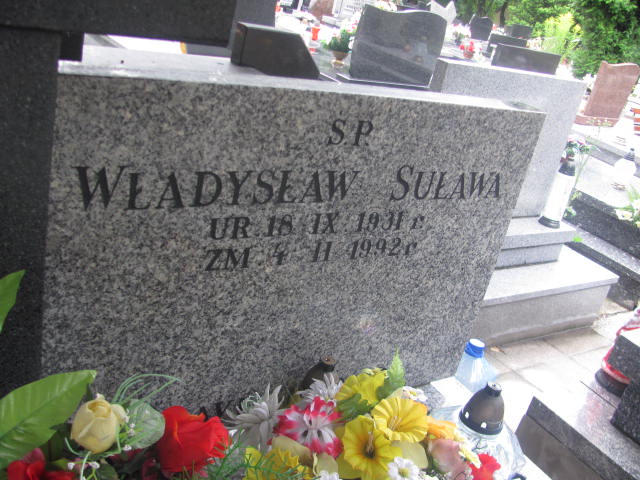 SP
WŁADYSŁAW SUŁAWA
UR 18 IX 1931 r.
ZM 4 II 1992 r